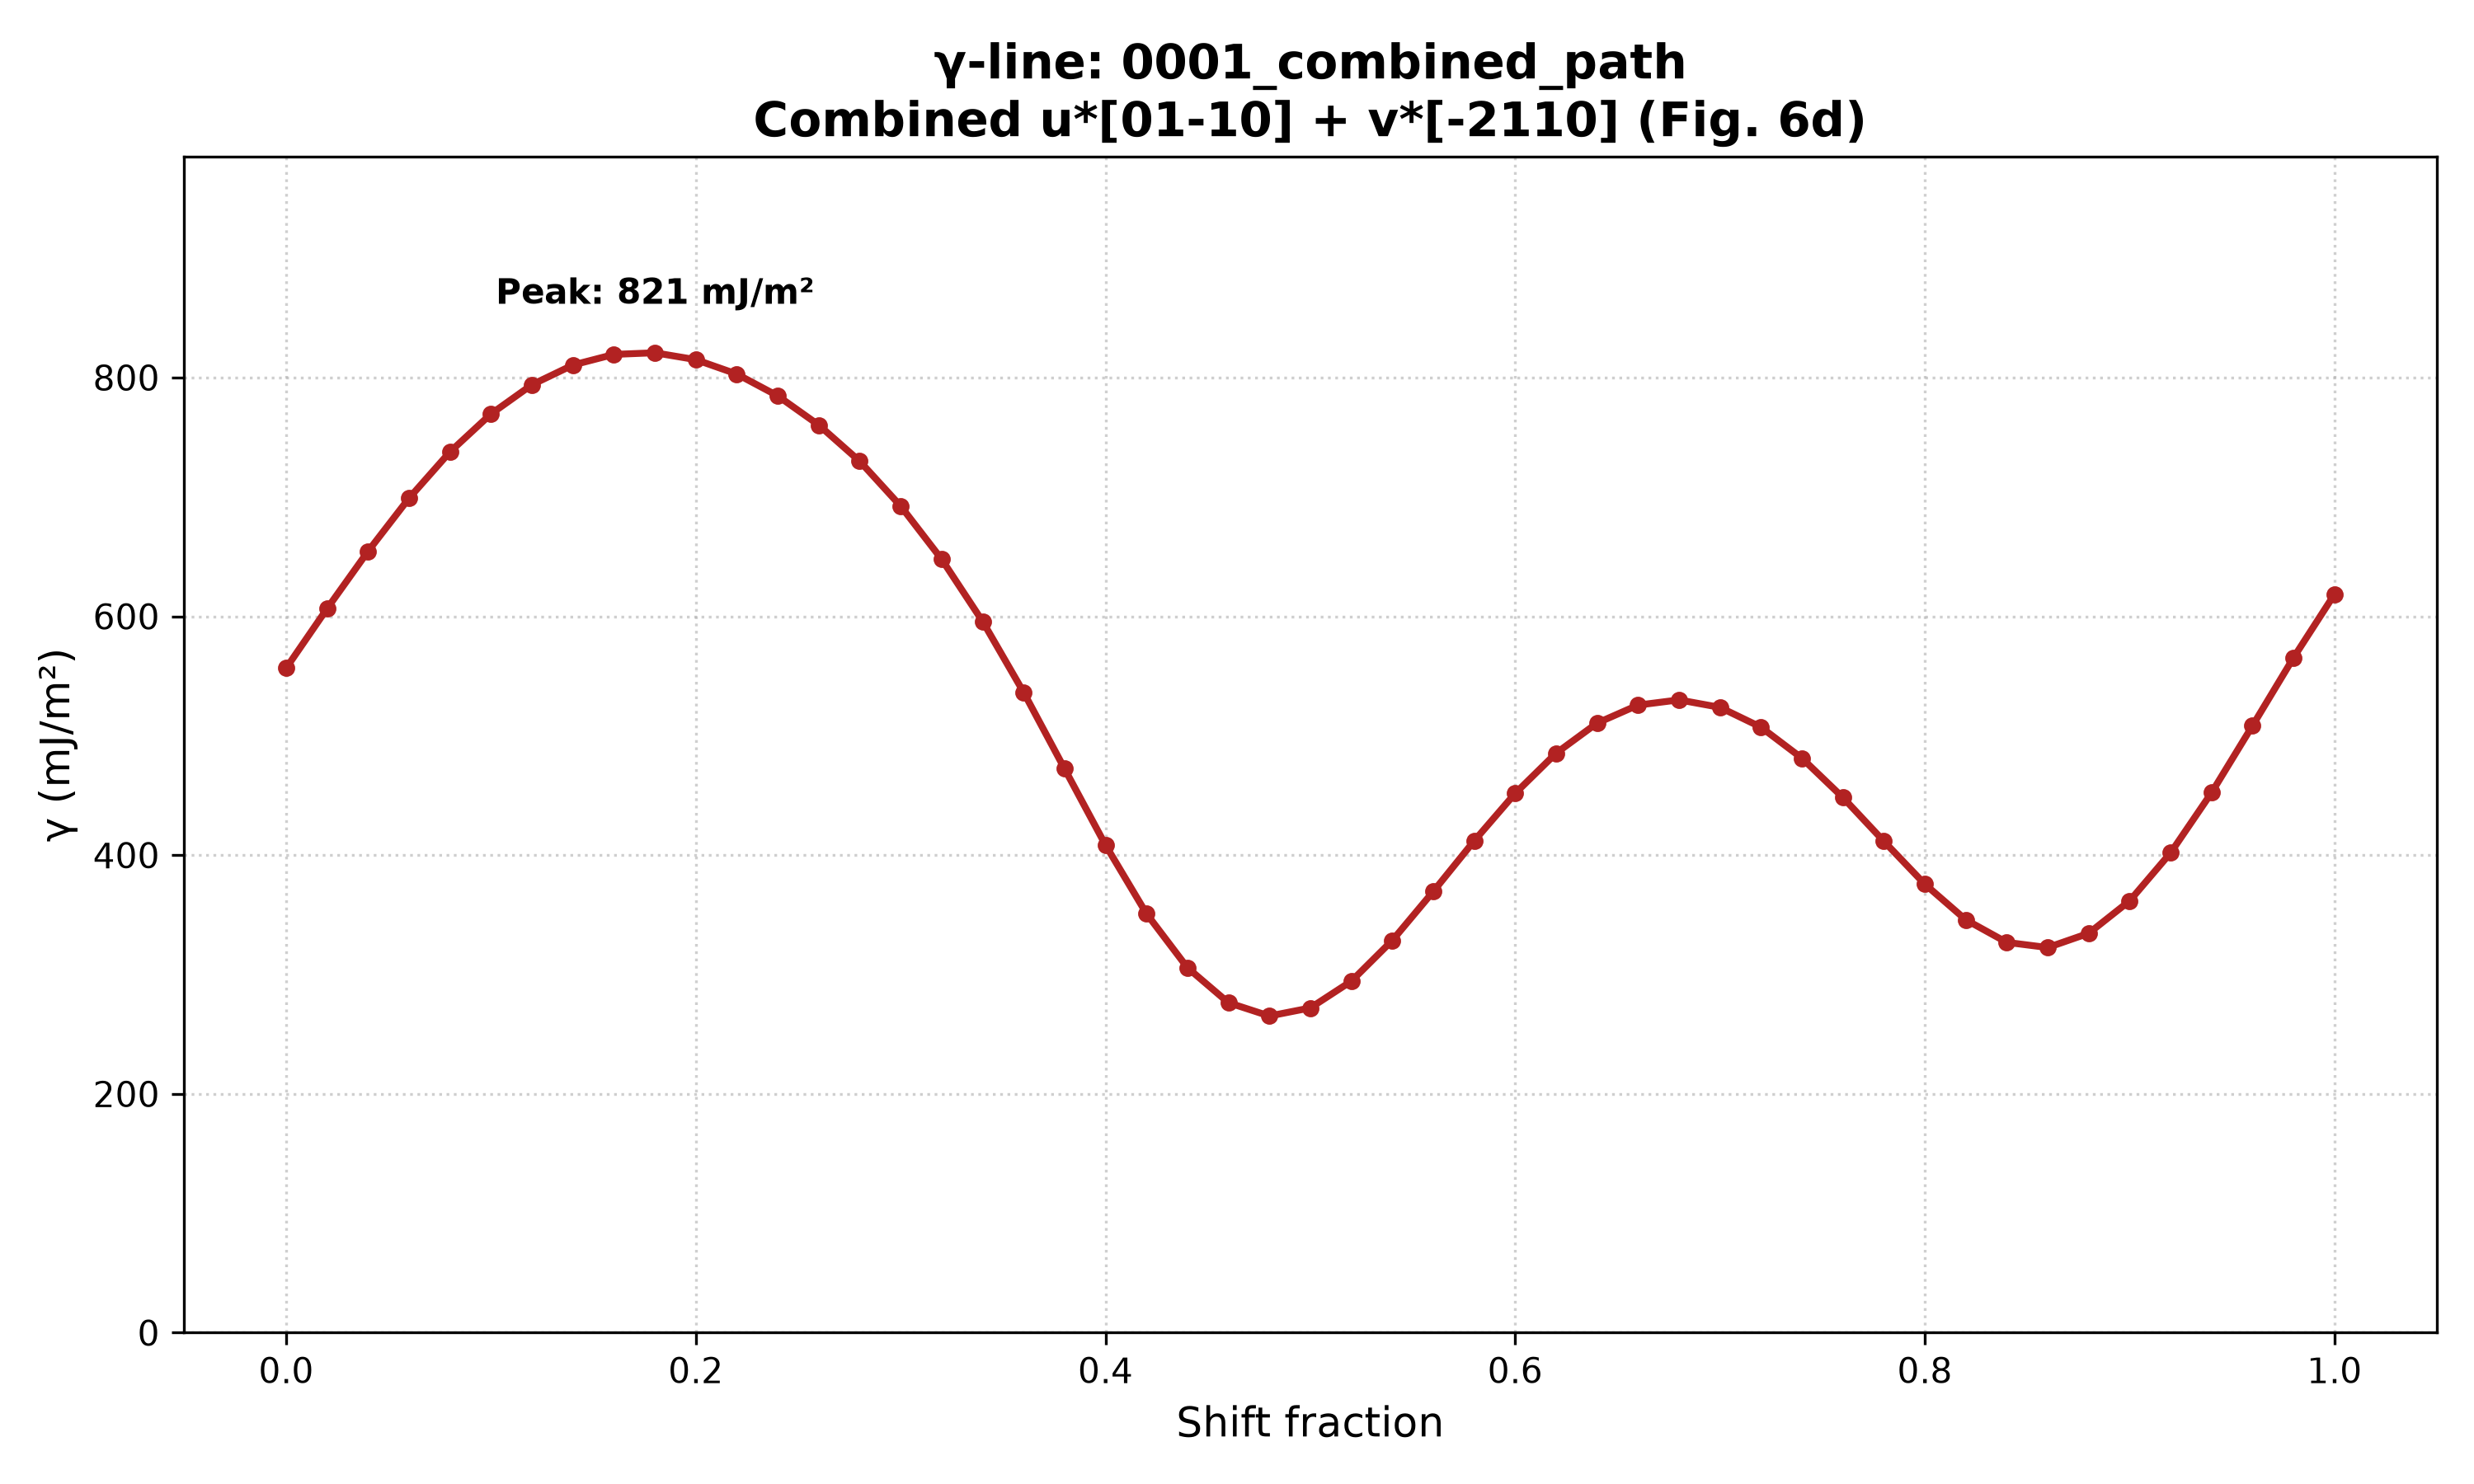 γ-line: 0001_combined_path
Combined u*[01-10] + v*[-2110] (Fig. 6d)
Peak: 821 mJ/m²
γ (mJ/m²)
800
600
400
200
0
0.0 0.2 0.4 0.6 0.8 1.0
Shift fraction